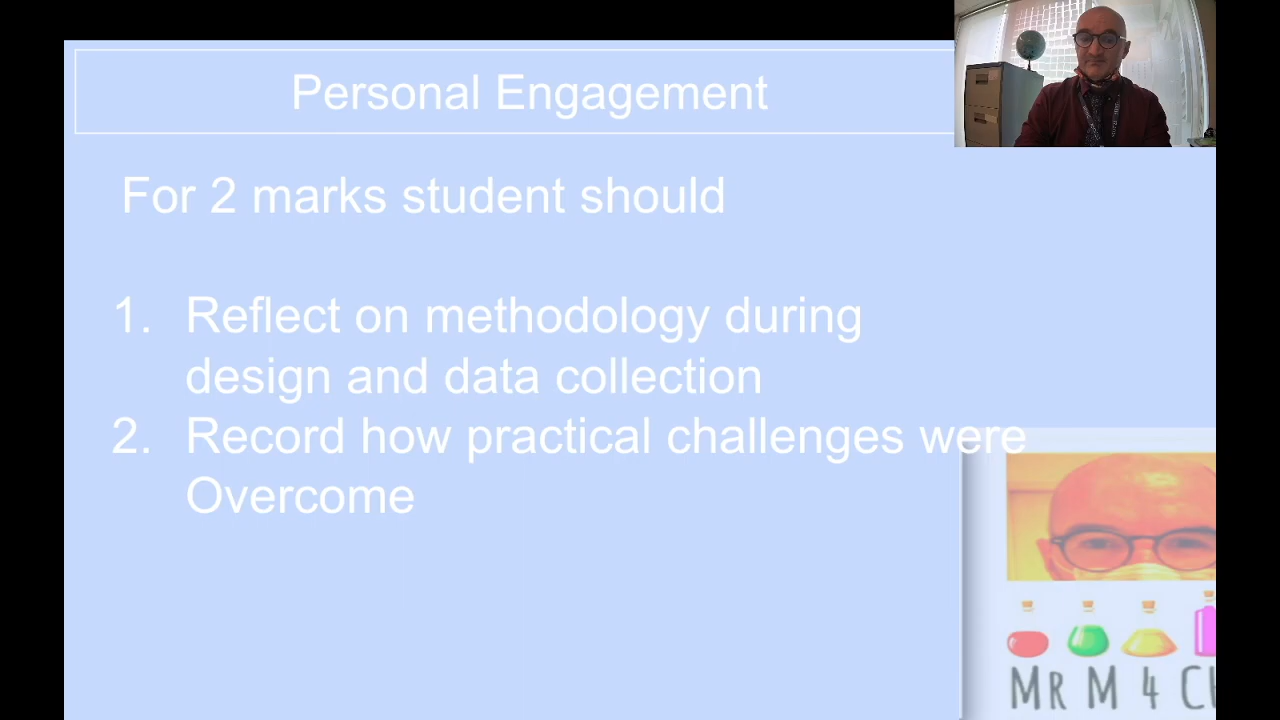 Personal Engagement
For 2 marks student should
1. Reflect on methodology during
design and data collection
2. Record how practical challenges were
Overcome
Mr M 4